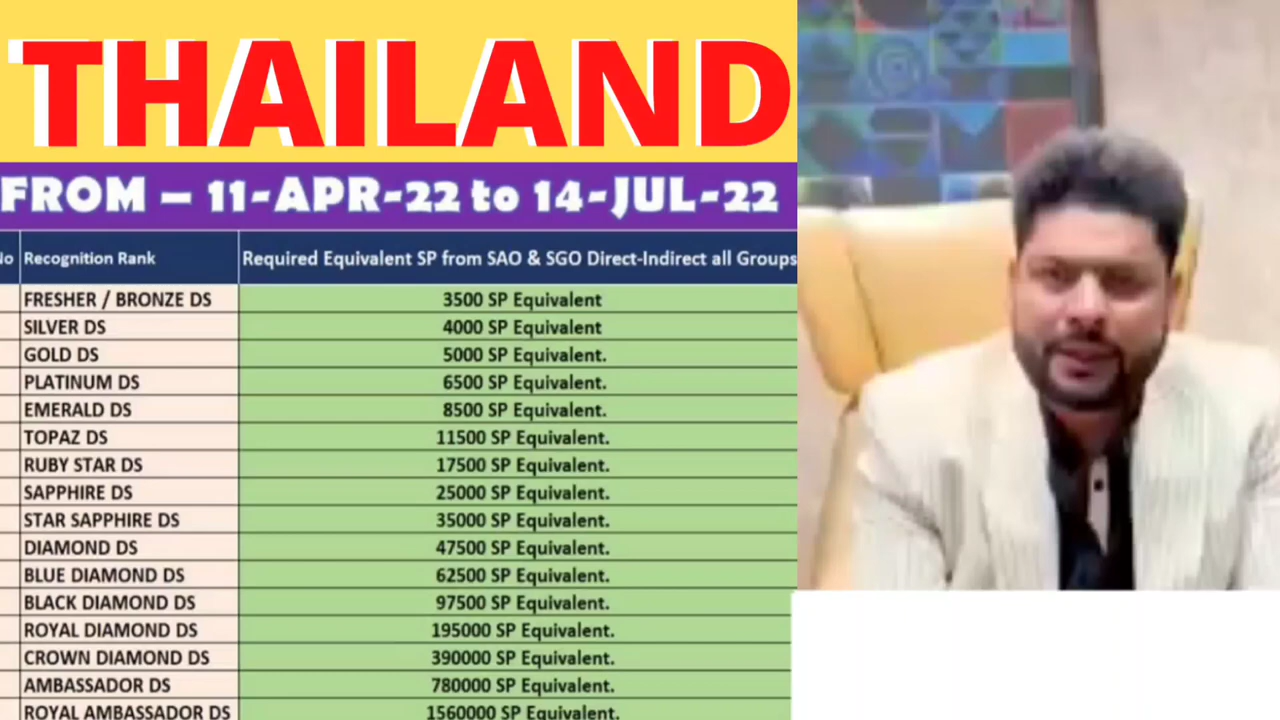 THAILAND
FROM – 11-APR-22 to 14-JUL-22
No Recognition Rank Required Equivalent SP from SAO & SGO Direct-Indirect all Groups
FRESHER / BRONZE DS 3500 SP Equivalent
SILVER DS 4000 SP Equivalent
GOLD DS 5000 SP Equivalent.
PLATINUM DS 6500 SP Equivalent.
EMERALD DS 8500 SP Equivalent.
TOPAZ DS 11500 SP Equivalent.
RUBY STAR DS 17500 SP Equivalent.
SAPPHIRE DS 25000 SP Equivalent.
STAR SAPPHIRE DS 35000 SP Equivalent.
DIAMOND DS 47500 SP Equivalent.
BLUE DIAMOND DS 62500 SP Equivalent.
BLACK DIAMOND DS 97500 SP Equivalent.
ROYAL DIAMOND DS 195000 SP Equivalent.
CROWN DIAMOND DS 390000 SP Equivalent.
AMBASSADOR DS 780000 SP Equivalent.
ROYAL AMBASSADOR DS 1560000 SP Equivalent.